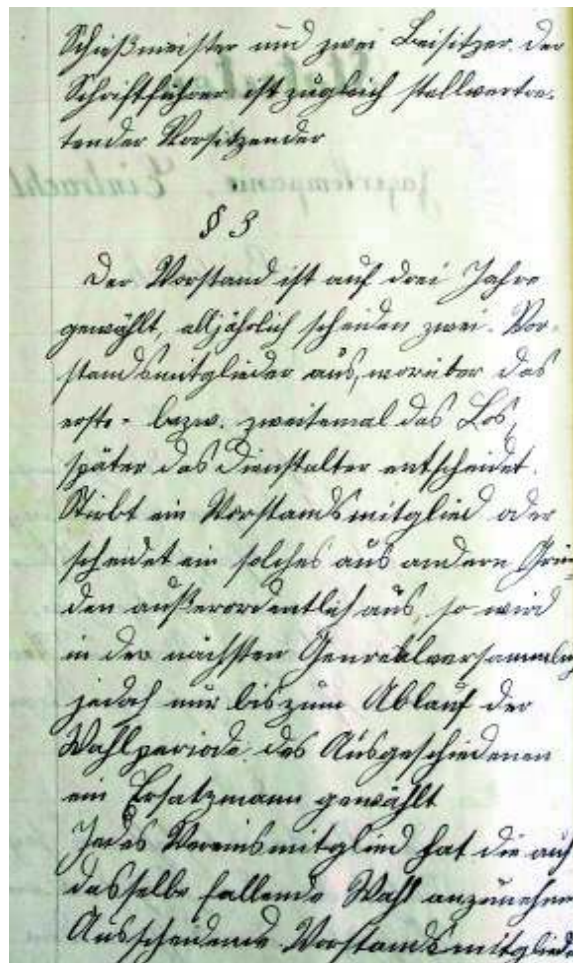 Schießmeister und zwei Beisitzer. Der
Schriftführer ist zugleich stellvertre-
tender Vorsitzender
§ 3
Der Vorstand ist auf drei Jahre
gewählt, alljährlich scheiden zwei Vor-
standsmitglieder aus, worüber das
erste- bezw. zweitemal das Los,
später das Dienstalter entscheidet.
Stirbt ein Vorstandsmitglied oder
scheidet ein solches aus andern Grün-
den außerordentlich aus, so wird
in der nächsten Generalversammlung
jedoch nur bis zum Ablauf der
Wahlperiode des Ausgeschiedenen
ein Ersatzmann gewählt
Jedes Vereinsmitglied hat die auf
dasselbe fallende Wahl anzunehmen
Ausscheidende Vorstandsmitglieder